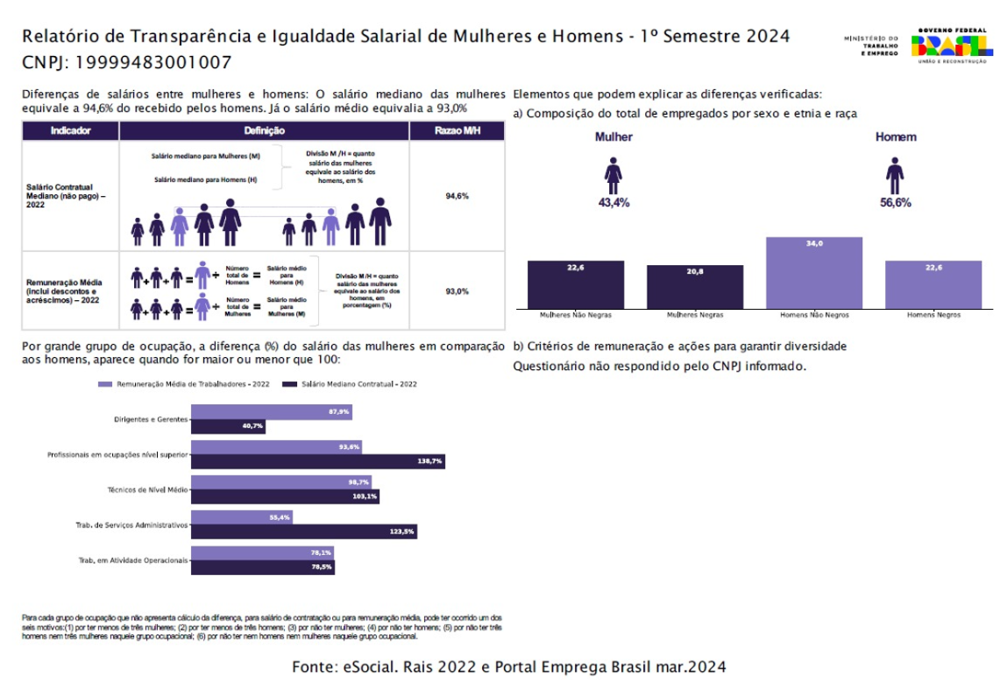 Relatório de Transparência e Igualdade Salarial de Mulheres e Homens - 1º Semestre 2024
CNPJ: 19999483001007
MINISTÉRIO DO
TRABALHO
E EMPREGO
GOVERNO FEDERAL
BRASIL
UNIÃO E RECONSTRUÇÃO
Diferenças de salários entre mulheres e homens: O salário mediano das mulheres
equivale a 94,6% do recebido pelos homens. Já o salário médio equivalia a 93,0%
Indicador
Definição
Razao M/H
Salário Contratual
Mediano (não pago) –
2022
Salário mediano para Mulheres (M)
Salário mediano para Homens (H)
Divisão M /H = quanto
salário das mulheres
equivale ao salário dos
homens, em %
94,6%
Remuneração Média
(inclui descontos e
acréscimos) – 2022
+ + = ÷ Número
total de
Homens
= Salário médio
para
Homens (H)
+ + = ÷ Número
total de
Mulheres
= Salário médio
para
Mulheres (M)
Divisão M /H = quanto
salário das mulheres
equivale ao salário dos
homens, em
porcentagem (%)
93,0%
Por grande grupo de ocupação, a diferença (%) do salário das mulheres em comparação
aos homens, aparece quando for maior ou menor que 100:
Remuneração Média de Trabalhadores - 2022
Salário Mediano Contratual - 2022
Dirigentes e Gerentes
87,9%
40,7%
Profissionais em ocupações nível superior
93,6%
138,7%
Técnicos de Nível Médio
98,7%
103,1%
Trab. de Serviços Administrativos
55,4%
123,5%
Trab. em Atividade Operacionais
78,1%
78,5%
Para cada grupo de ocupação que não apresenta cálculo da diferença, para salário de contratação ou para remuneração média, pode ter ocorrido um dos
seis motivos:(1) por ter menos de três mulheres; (2) por ter menos de três homens; (3) por não ter mulheres; (4) por não ter homens; (5) por não ter três
homens nem três mulheres naquele grupo ocupacional; (6) por não ter nem homens nem mulheres naquele grupo ocupacional.
Elementos que podem explicar as diferenças verificadas:
a) Composição do total de empregados por sexo e etnia e raça
Mulher
Homem
43,4%
56,6%
22,6
20,8
34,0
22,6
Mulheres Não Negras
Mulheres Negras
Homens Não Negros
Homens Negros
b) Critérios de remuneração e ações para garantir diversidade
Questionário não respondido pelo CNPJ informado.
Fonte: eSocial. Rais 2022 e Portal Emprega Brasil mar.2024